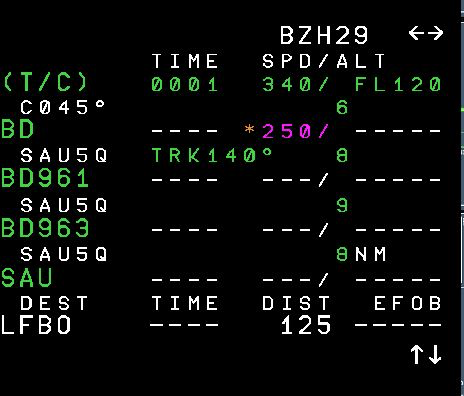 BZH29 ←→
TIME SPD/ALT
(T/C) 0001 340/ FL120
C045° 6
BD ---- *250/ -----
SAU5Q TRK140° 8
BD961 ---- ---/ -----
SAU5Q 9
BD963 ---- ---/ -----
SAU5Q 8NM
SAU ---- ---/ -----
DEST TIME DIST EFOB
LFBO ---- 125 -----
↑↓